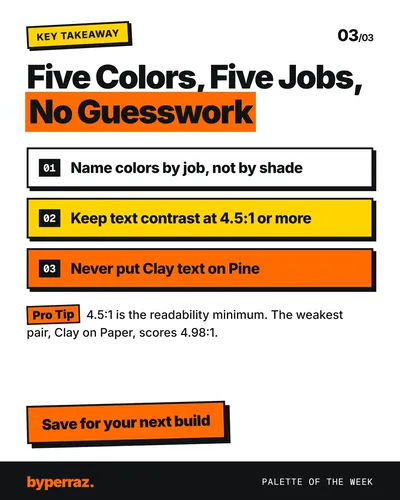 KEY TAKEAWAY
03/03
Five Colors, Five Jobs,
No Guesswork
01 Name colors by job, not by shade
02 Keep text contrast at 4.5:1 or more
03 Never put Clay text on Pine
Pro Tip 4.5:1 is the readability minimum. The weakest
pair, Clay on Paper, scores 4.98:1.
Save for your next build
byperraz.
PALETTE OF THE WEEK